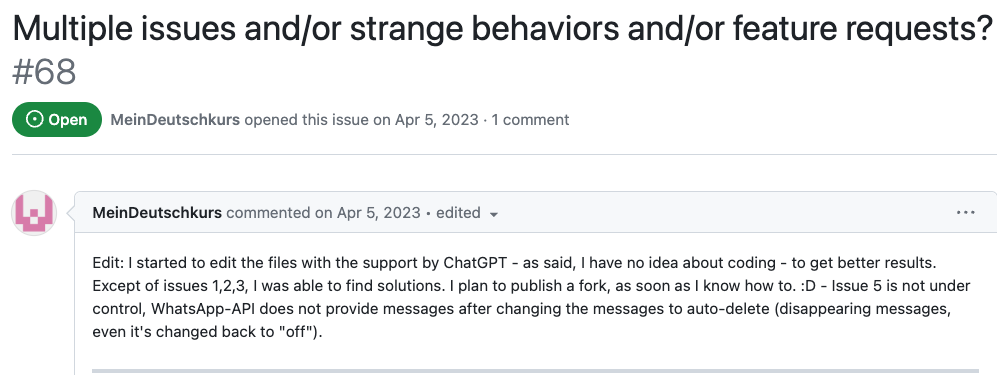 Multiple issues and/or strange behaviors and/or feature requests?
#68
Open MeinDeutschkurs opened this issue on Apr 5, 2023 · 1 comment
MeinDeutschkurs commented on Apr 5, 2023 • edited
Edit: I started to edit the files with the support by ChatGPT - as said, I have no idea about coding - to get better results.
Except of issues 1,2,3, I was able to find solutions. I plan to publish a fork, as soon as I know how to. :D - Issue 5 is not under
control, WhatsApp-API does not provide messages after changing the messages to auto-delete (disappearing messages,
even it's changed back to "off").